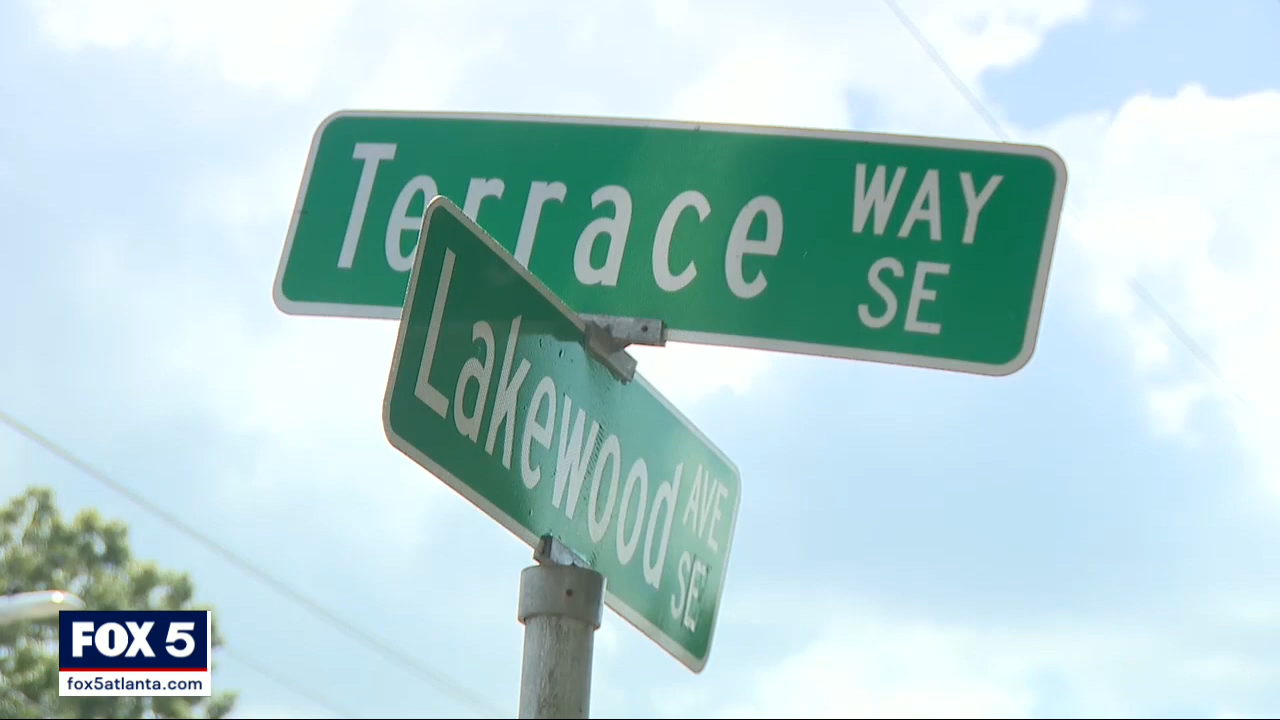 Terrace WAY
SE
Lakewood AVE
SE
FOX 5
fox5atlanta.com